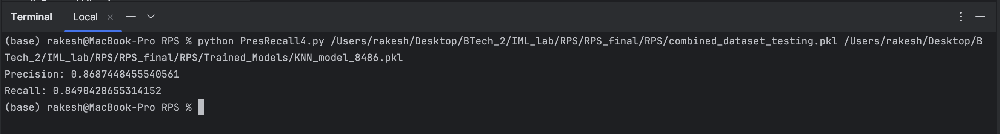 Terminal Local
(base) rakesh@MacBook-Pro RPS % python PresRecall4.py /Users/rakesh/Desktop/BTech_2/IML_lab/RPS/RPS_final/RPS/combined_dataset_testing.pkl /Users/rakesh/Desktop/B
Tech_2/IML_lab/RPS/RPS_final/RPS/Trained_Models/KNN_model_8486.pkl
Precision: 0.8687448455540561
Recall: 0.8490428655314152
(base) rakesh@MacBook-Pro RPS %